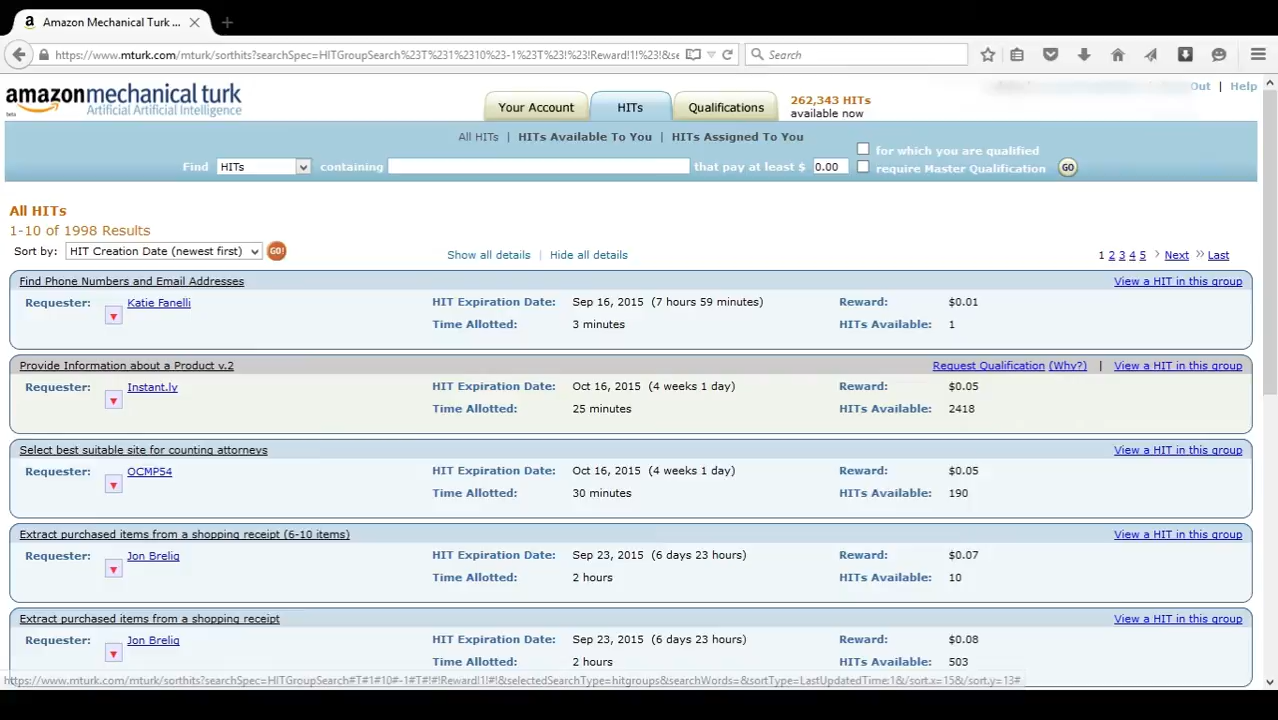 Amazon Mechanical Turk ...
https://www.mturk.com/mturk/sorthits?searchSpec=HITGroupSearch%23T%231%2310%23-1%23T%23!%23!Reward!1!%23!&se
Search
amazonmechanical turk
beta
Artificial Artificial Intelligence
Your Account
HITs
Qualifications
262,343 HITs
available now
Out | Help
All HITs | HITs Available To You | HITs Assigned To You
Find HITs containing that pay at least $ 0.00
for which you are qualified
require Master Qualification
GO
All HITs
1-10 of 1998 Results
Sort by: HIT Creation Date (newest first) GO!
Show all details | Hide all details
1 2 3 4 5 › Next » Last
Find Phone Numbers and Email Addresses View a HIT in this group
Requester: Katie Fanelli HIT Expiration Date: Sep 16, 2015 (7 hours 59 minutes) Reward: $0.01
Time Allotted: 3 minutes HITs Available: 1
Provide Information about a Product v.2 Request Qualification (Why?) | View a HIT in this group
Requester: Instant.ly HIT Expiration Date: Oct 16, 2015 (4 weeks 1 day) Reward: $0.05
Time Allotted: 25 minutes HITs Available: 2418
Select best suitable site for counting attorneys View a HIT in this group
Requester: OCMP54 HIT Expiration Date: Oct 16, 2015 (4 weeks 1 day) Reward: $0.05
Time Allotted: 30 minutes HITs Available: 190
Extract purchased items from a shopping receipt (6-10 items) View a HIT in this group
Requester: Jon Brelig HIT Expiration Date: Sep 23, 2015 (6 days 23 hours) Reward: $0.07
Time Allotted: 2 hours HITs Available: 10
Extract purchased items from a shopping receipt View a HIT in this group
Requester: Jon Brelig HIT Expiration Date: Sep 23, 2015 (6 days 23 hours) Reward: $0.08
Time Allotted: 2 hours HITs Available: 503
https://www.mturk.com/mturk/sorthits?searchSpec=HITGroupSearch#T#1#10#-1#T#!#!Reward!1!#!&selectedSearchType=hitgroups&searchWords=&sortType=LastUpdatedTime:1&/sort.x=15&/sort.y=13#